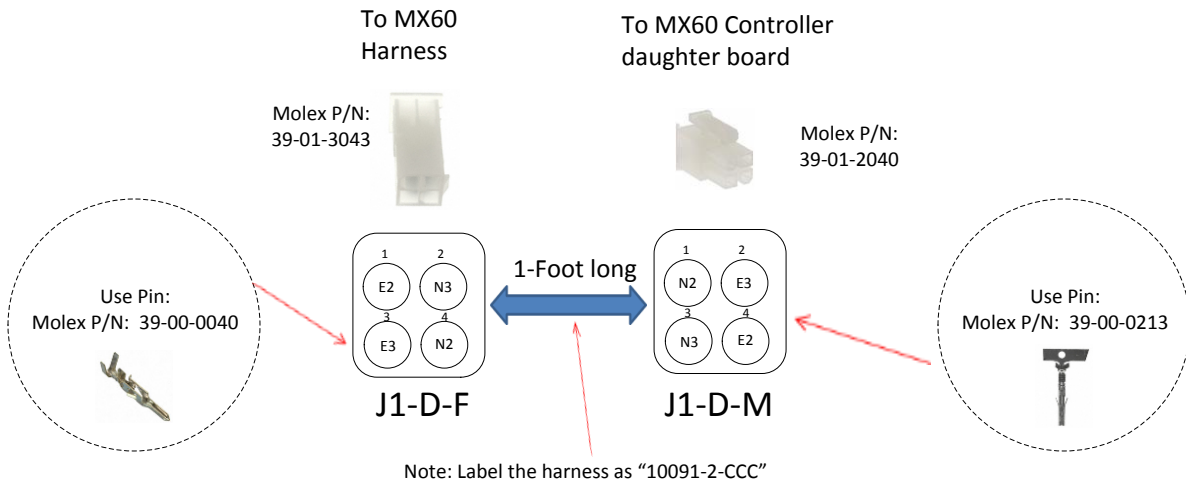 To MX60
Harness
To MX60 Controller
daughter board
Molex P/N:
39-01-3043
Molex P/N:
39-01-2040
Use Pin:
Molex P/N:  39-00-0040
1 2
E2 N3
3 4
E3 N2
J1-D-F
1-Foot long
1 2
N2 E3
3 4
N3 E2
J1-D-M
Use Pin:
Molex P/N:  39-00-0213
Note: Label the harness as “10091-2-CCC”